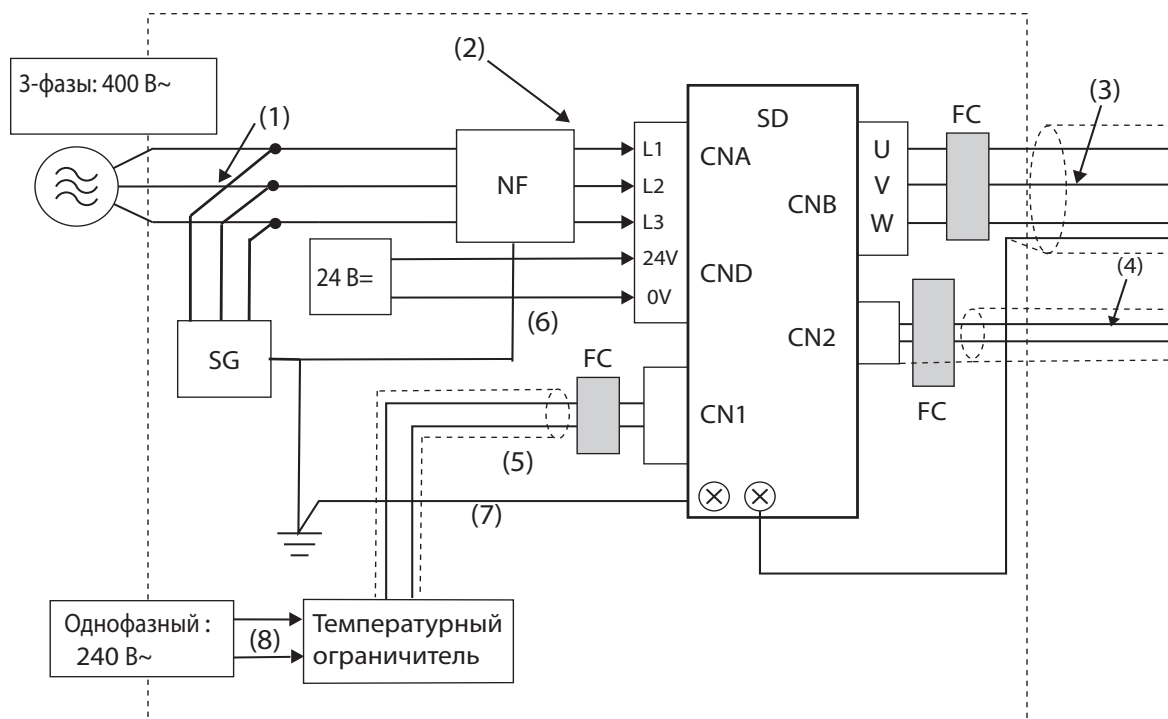 3-фазы: 400 В~
(1)
(2)
(3)
(4)
NF
SD
FC
L1
L2
L3
24V
0V
CNA
CNB
CND
CN2
CN1
U
V
W
24 В=
(6)
SG
FC
FC
(5)
(7)
Однофазный :
240 В~
(8)
Температурный
ограничитель